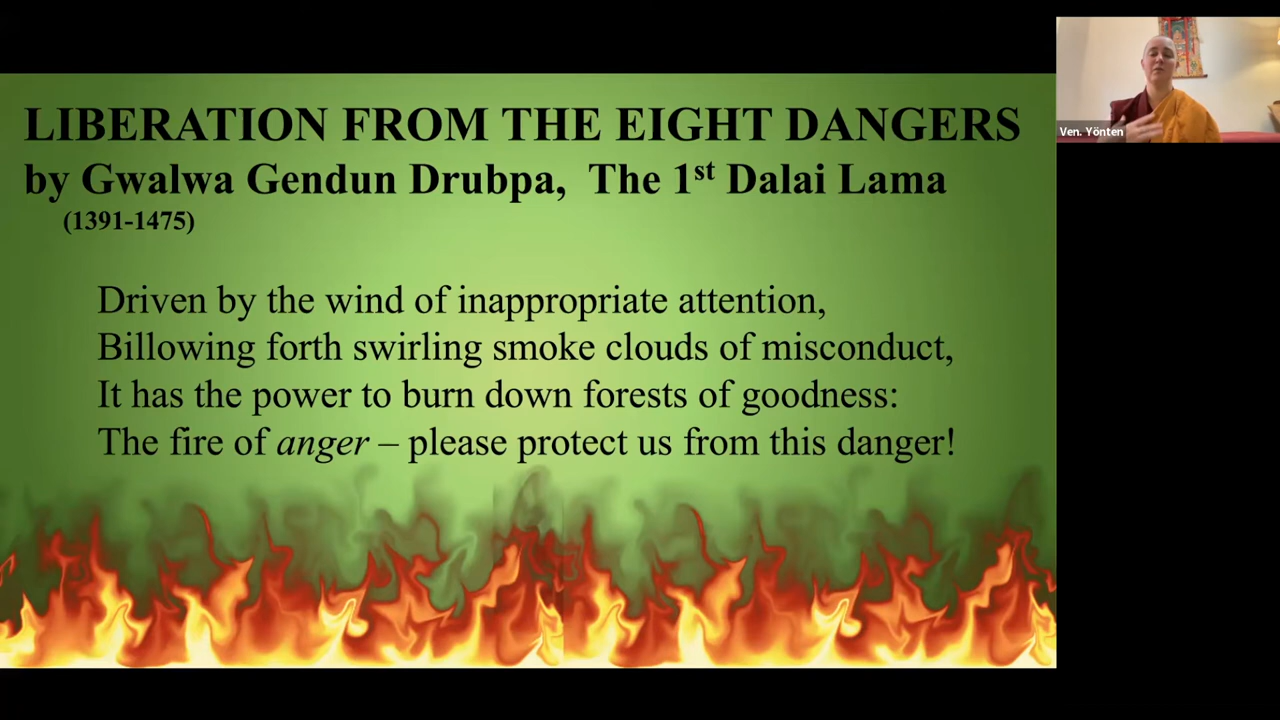 LIBERATION FROM THE EIGHT DANGERS
by Gwalwa Gendun Drubpa, The 1st Dalai Lama
(1391-1475)
Driven by the wind of inappropriate attention,
Billowing forth swirling smoke clouds of misconduct,
It has the power to burn down forests of goodness:
The fire of anger – please protect us from this danger!
Ven. Yönten